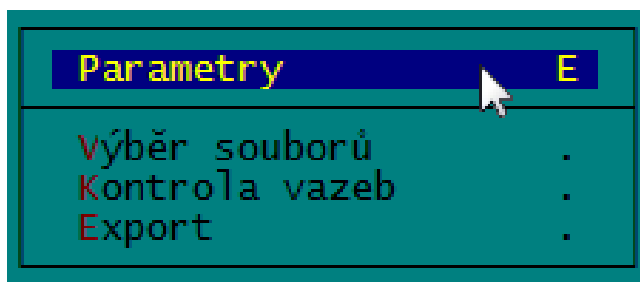 Parametry E
Výběr souborů .
Kontrola vazeb .
Export .